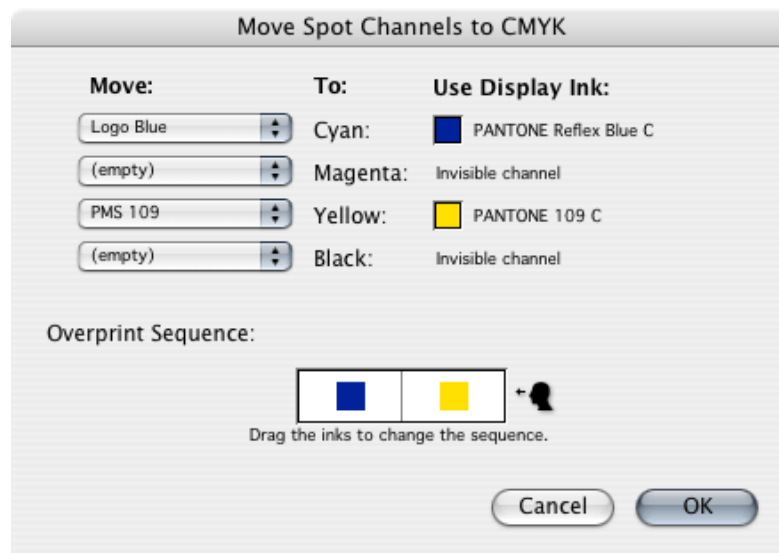 Move Spot Channels to CMYK
Move: To: Use Display Ink:
Logo Blue Cyan: PANTONE Reflex Blue C
(empty) Magenta: Invisible channel
PMS 109 Yellow: PANTONE 109 C
(empty) Black: Invisible channel
Overprint Sequence:
Drag the inks to change the sequence.
Cancel OK